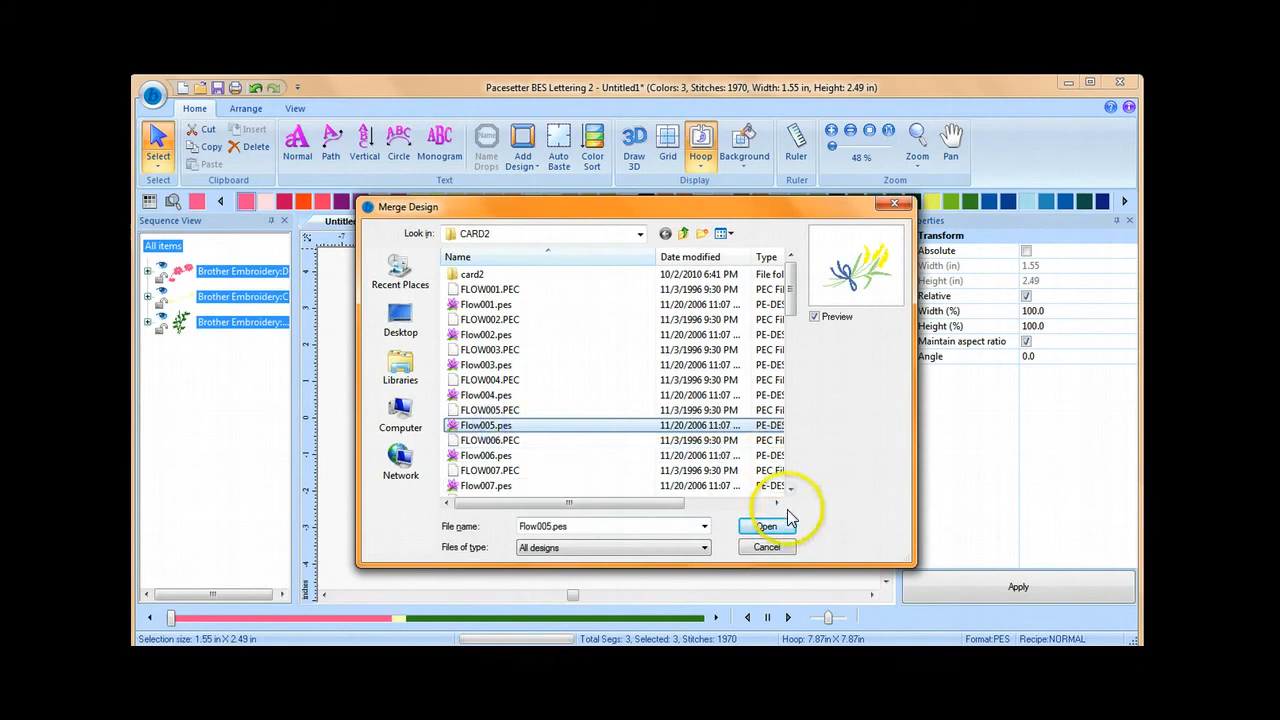 Pacesetter BES Lettering 2 - Untitled1* (Colors: 3, Stitches: 1970, Width: 1.55 in, Height: 2.49 in)
Home Arrange View
Select
Cut
Copy
Paste
Insert
Delete
Normal Path Vertical Circle Monogram
Name Drops
Add Design
Auto Baste
Color Sort
Draw 3D
Grid
Hoop
Background
Ruler
48 %
Zoom
Pan
Select Clipboard Text Display Ruler Zoom
Sequence View
All items
Brother Embroidery:D
Brother Embroidery:C
Brother Embroidery:...
Merge Design
Look in: CARD2
Recent Places
Desktop
Libraries
Computer
Network
Name Date modified Type
card2 10/2/2010 6:41 PM File fol
FLOW001.PEC 11/3/1996 9:30 PM PEC Fil
Flow001.pes 11/20/2006 11:07 ... PE-DES
FLOW002.PEC 11/3/1996 9:30 PM PEC Fil
Flow002.pes 11/20/2006 11:07 ... PE-DES
FLOW003.PEC 11/3/1996 9:30 PM PEC Fil
Flow003.pes 11/20/2006 11:07 ... PE-DES
FLOW004.PEC 11/3/1996 9:30 PM PEC Fil
Flow004.pes 11/20/2006 11:07 ... PE-DES
FLOW005.PEC 11/3/1996 9:30 PM PEC Fil
Flow005.pes 11/20/2006 11:07 ... PE-DES
FLOW006.PEC 11/3/1996 9:30 PM PEC Fil
Flow006.pes 11/20/2006 11:07 ... PE-DES
FLOW007.PEC 11/3/1996 9:30 PM PEC Fil
Flow007.pes 11/20/2006 11:07 ... PE-DES
File name: Flow005.pes Open
Files of type: All designs Cancel
Preview
Untitle
-7
4
3
2
1
0
-1
-2
-3
-4
inches
perties
Transform
Absolute
Width (in) 1.55
Height (in) 2.49
Relative
Width (%) 100.0
Height (%) 100.0
Maintain aspect ratio
Angle 0.0
Apply
Selection size: 1.55 in X 2.49 in Total Segs: 3, Selected: 3, Stitches: 1970 Hoop: 7.87in X 7.87in Format:PES Recipe:NORMAL